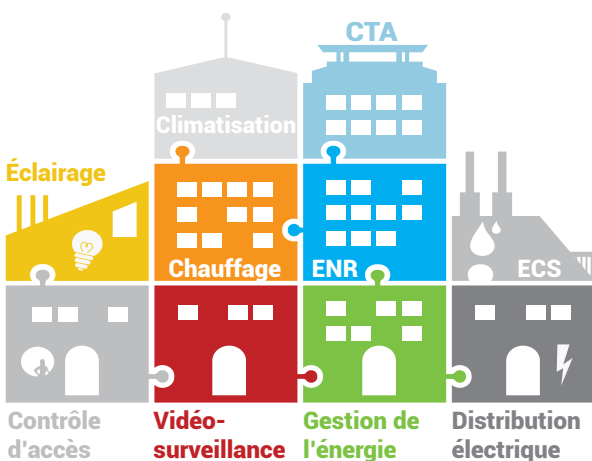 CTA
Climatisation
Éclairage
Chauffage
ENR
ECS
Contrôle
d'accès
Vidéo-
surveillance
Gestion de
l'énergie
Distribution
électrique